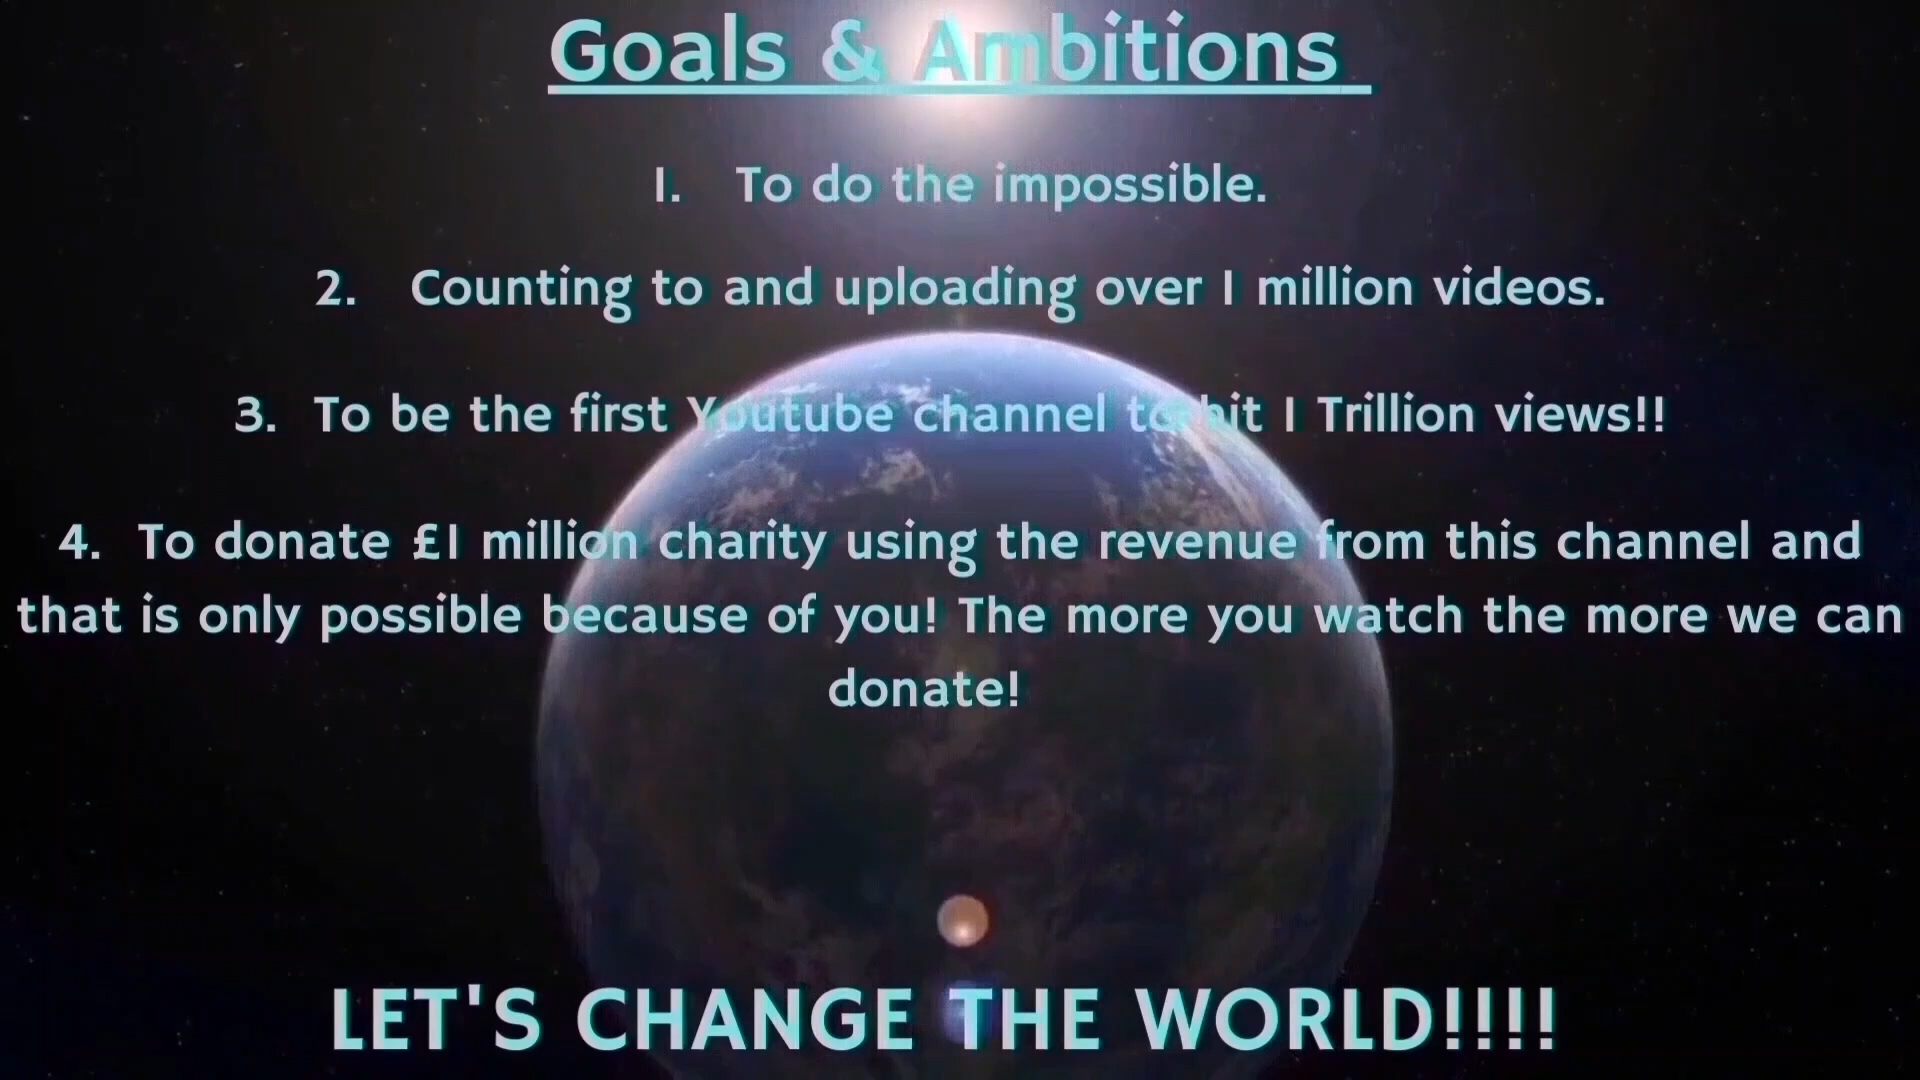 Goals & Ambitions
1. To do the impossible.
2. Counting to and uploading over 1 million videos.
3. To be the first Youtube channel to hit 1 Trillion views!!
4. To donate £1 million charity using the revenue from this channel and
that is only possible because of you! The more you watch the more we can
donate!
LET'S CHANGE THE WORLD!!!!